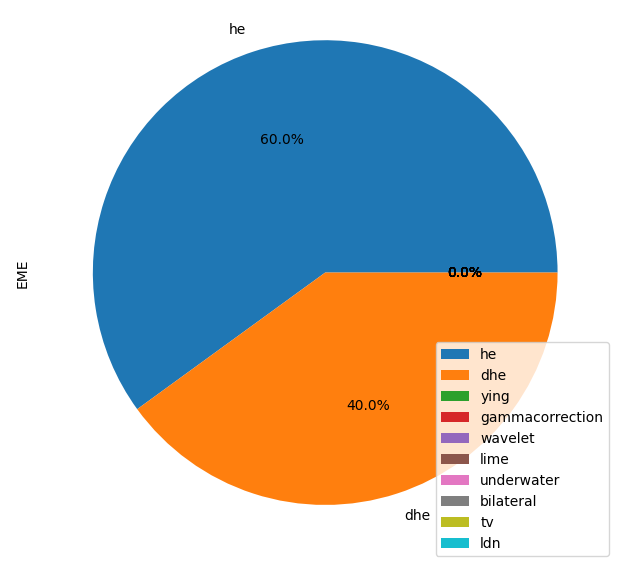 he
60.0%
EME
0.0%
40.0%
dhe
he
dhe
ying
gammacorrection
wavelet
lime
underwater
bilateral
tv
ldn